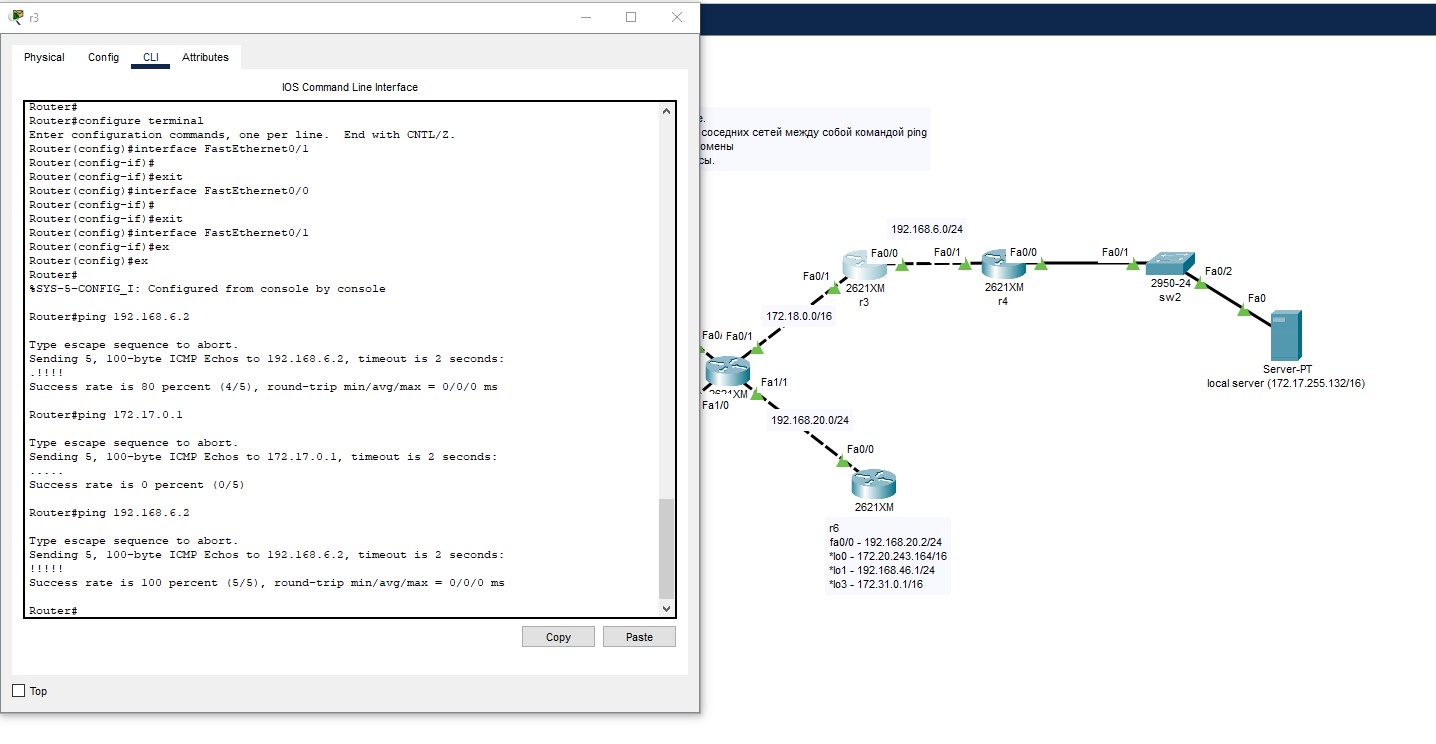 r3
Physical Config CLI Attributes
IOS Command Line Interface
Router#
Router#configure terminal
Enter configuration commands, one per line.  End with CNTL/Z.
Router(config)#interface FastEthernet0/1
Router(config-if)#
Router(config-if)#exit
Router(config)#interface FastEthernet0/0
Router(config-if)#
Router(config-if)#exit
Router(config)#interface FastEthernet0/1
Router(config-if)#ex
Router(config)#ex
Router#
%SYS-5-CONFIG_I: Configured from console by console
Router#ping 192.168.6.2
Type escape sequence to abort.
Sending 5, 100-byte ICMP Echos to 192.168.6.2, timeout is 2 seconds:
.!!!!
Success rate is 80 percent (4/5), round-trip min/avg/max = 0/0/0 ms
Router#ping 172.17.0.1
Type escape sequence to abort.
Sending 5, 100-byte ICMP Echos to 172.17.0.1, timeout is 2 seconds:
.....
Success rate is 0 percent (0/5)
Router#ping 192.168.6.2
Type escape sequence to abort.
Sending 5, 100-byte ICMP Echos to 192.168.6.2, timeout is 2 seconds:
!!!!!
Success rate is 100 percent (5/5), round-trip min/avg/max = 0/0/0 ms
Router#
Copy Paste
Top
е.
соседних сетей между собой командой ping
омены
сы.
192.168.6.0/24
Fa0/0 Fa0/1 Fa0/0 Fa0/1
Fa0/1
2621XM
r3
2621XM
r4
2950-24
sw2
Fa0/2
Fa0
172.18.0.0/16
Fa0/ Fa0/1
Server-PT
local server (172.17.255.132/16)
2621XM
Fa1/1
Fa1/0
192.168.20.0/24
Fa0/0
2621XM
r6
fa0/0 - 192.168.20.2/24
*lo0 - 172.20.243.164/16
*lo1 - 192.168.46.1/24
*lo3 - 172.31.0.1/16